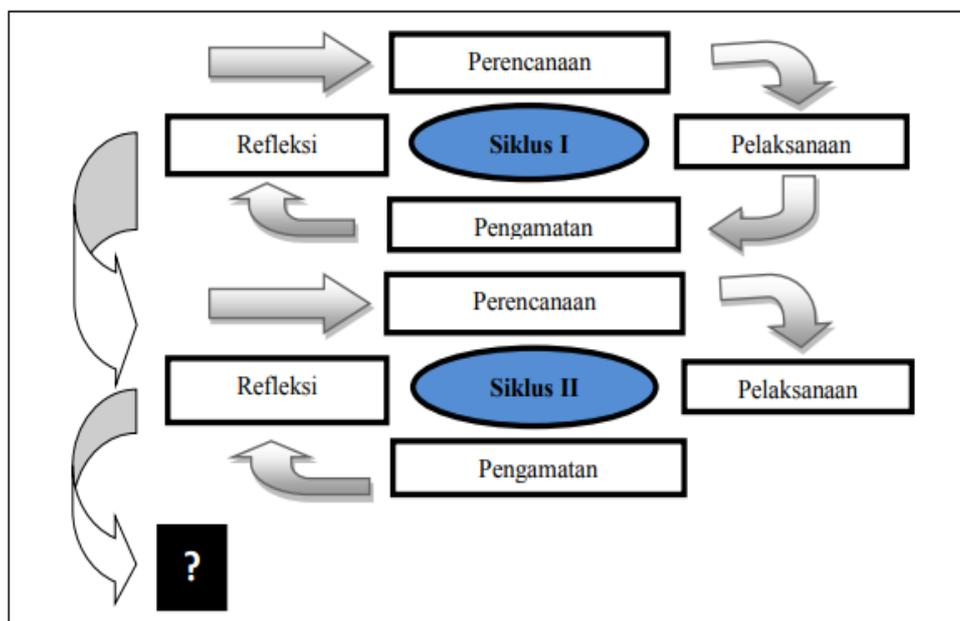 Perencanaan
Refleksi
Siklus I
Pelaksanaan
Pengamatan
Perencanaan
Refleksi
Siklus II
Pelaksanaan
Pengamatan
?